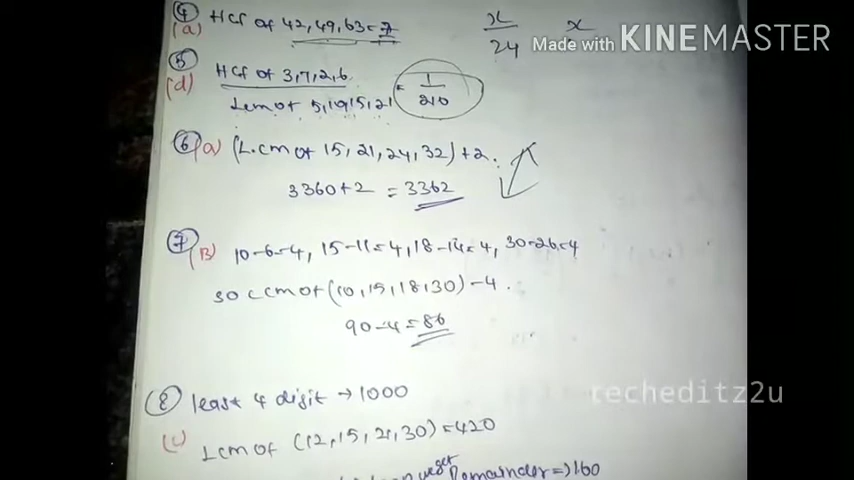 ④ HCF of 42,49,63=7
(a)
x/24 x
Made with KINEMASTER
⑤ HCF of 3,7,2,6
(d) Lcm of 5,10,15,21 = 1/210
⑥(a) (L.cm of 15, 21, 24, 32) +2.
3360+2 = 3362
⑦(B) 10-6=4, 15-11=4, 18-14=4, 30-26=4
so Lcm of (10,15,18,30) -4.
90-4=86
⑧ least 4 digit → 1000
techeditz2u
(c) Lcm of (12,15,21,30)=420
we get Remainder =>160